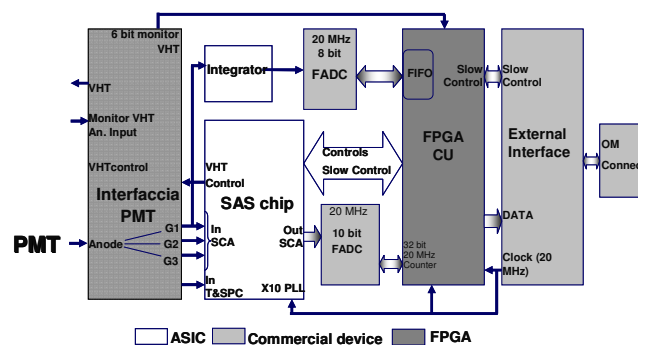 6 bit monitor
VHT
VHT
Monitor VHT
An. Input
VHTcontrol
Interfaccia
PMT
PMT
Anode
G1
G2
G3
Integrator
20 MHz
8 bit
FADC
VHT
Control
SAS chip
In
SCA
Out
SCA
In
T&SPC
X10 PLL
Controls
Slow Control
20 MHz
10 bit
FADC
FIFO
Slow
Control
FPGA
CU
32 bit
20 MHz
Counter
Slow
Control
External
Interface
DATA
Clock (20
MHz)
OM
Connec
ASIC
Commercial device
FPGA